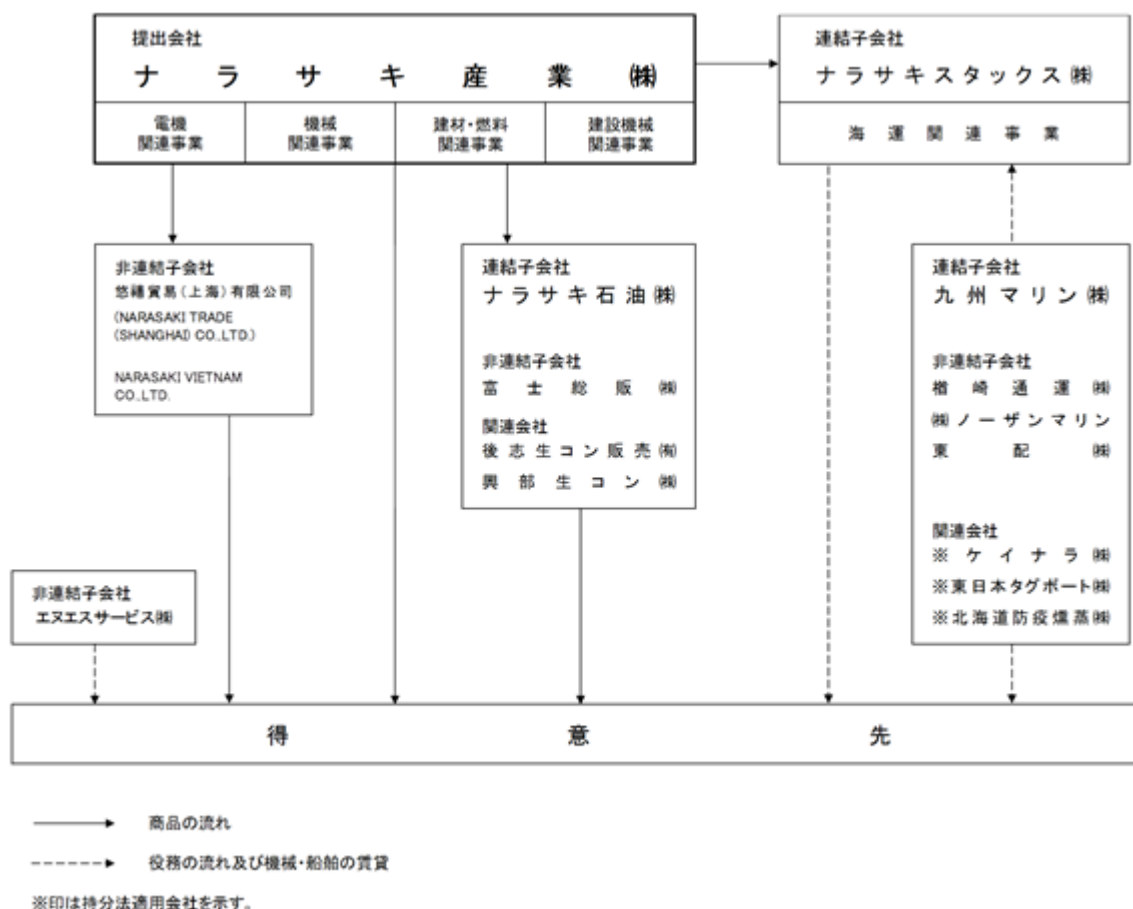 提出会社
ナラサキ産業㈱
電機
関連事業
機械
関連事業
建材・燃料
関連事業
建設機械
関連事業
連結子会社
ナラサキスタックス㈱
海運関連事業
非連結子会社
悠禧貿易(上海)有限公司
(NARASAKI TRADE
(SHANGHAI) CO.,LTD.)
NARASAKI VIETNAM
CO.,LTD.
連結子会社
ナラサキ石油㈱
非連結子会社
富士総販㈱
関連会社
後志生コン販売㈲
興部生コン㈱
連結子会社
九州マリン㈱
非連結子会社
楢崎通運㈱
㈱ノーザンマリン
東配㈱
関連会社
※ケイナラ㈱
※東日本タグボート㈱
※北海道防疫燻蒸㈱
非連結子会社
エヌエスサービス㈱
得意先
商品の流れ
役務の流れ及び機械・船舶の賃貸
※印は持分法適用会社を示す。